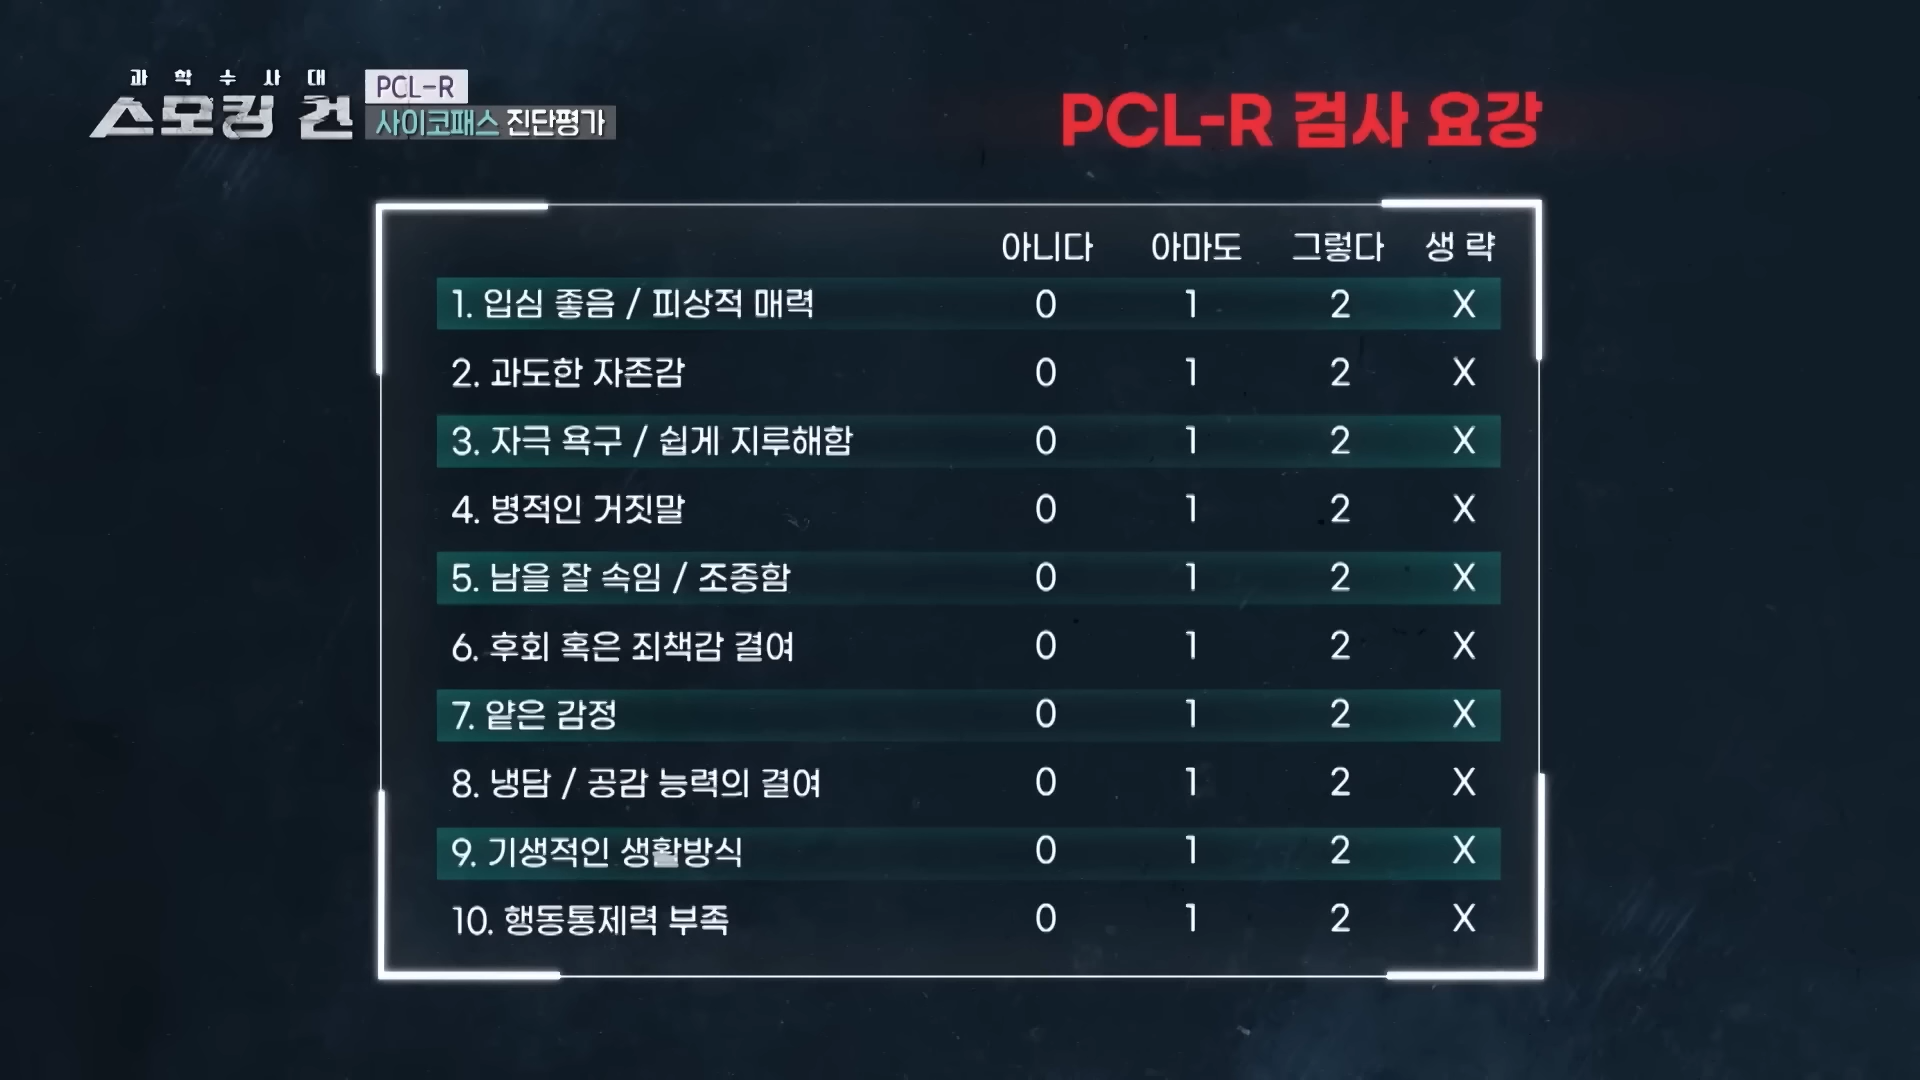 과학수사대
스모킹 건
PCL-R
사이코패스 진단평가
PCL-R 검사 요강
아니다 아마도 그렇다 생 략
1. 입심 좋음 / 피상적 매력 0 1 2 X
2. 과도한 자존감 0 1 2 X
3. 자극 욕구 / 쉽게 지루해함 0 1 2 X
4. 병적인 거짓말 0 1 2 X
5. 남을 잘 속임 / 조종함 0 1 2 X
6. 후회 혹은 죄책감 결여 0 1 2 X
7. 얕은 감정 0 1 2 X
8. 냉담 / 공감 능력의 결여 0 1 2 X
9. 기생적인 생활방식 0 1 2 X
10. 행동통제력 부족 0 1 2 X